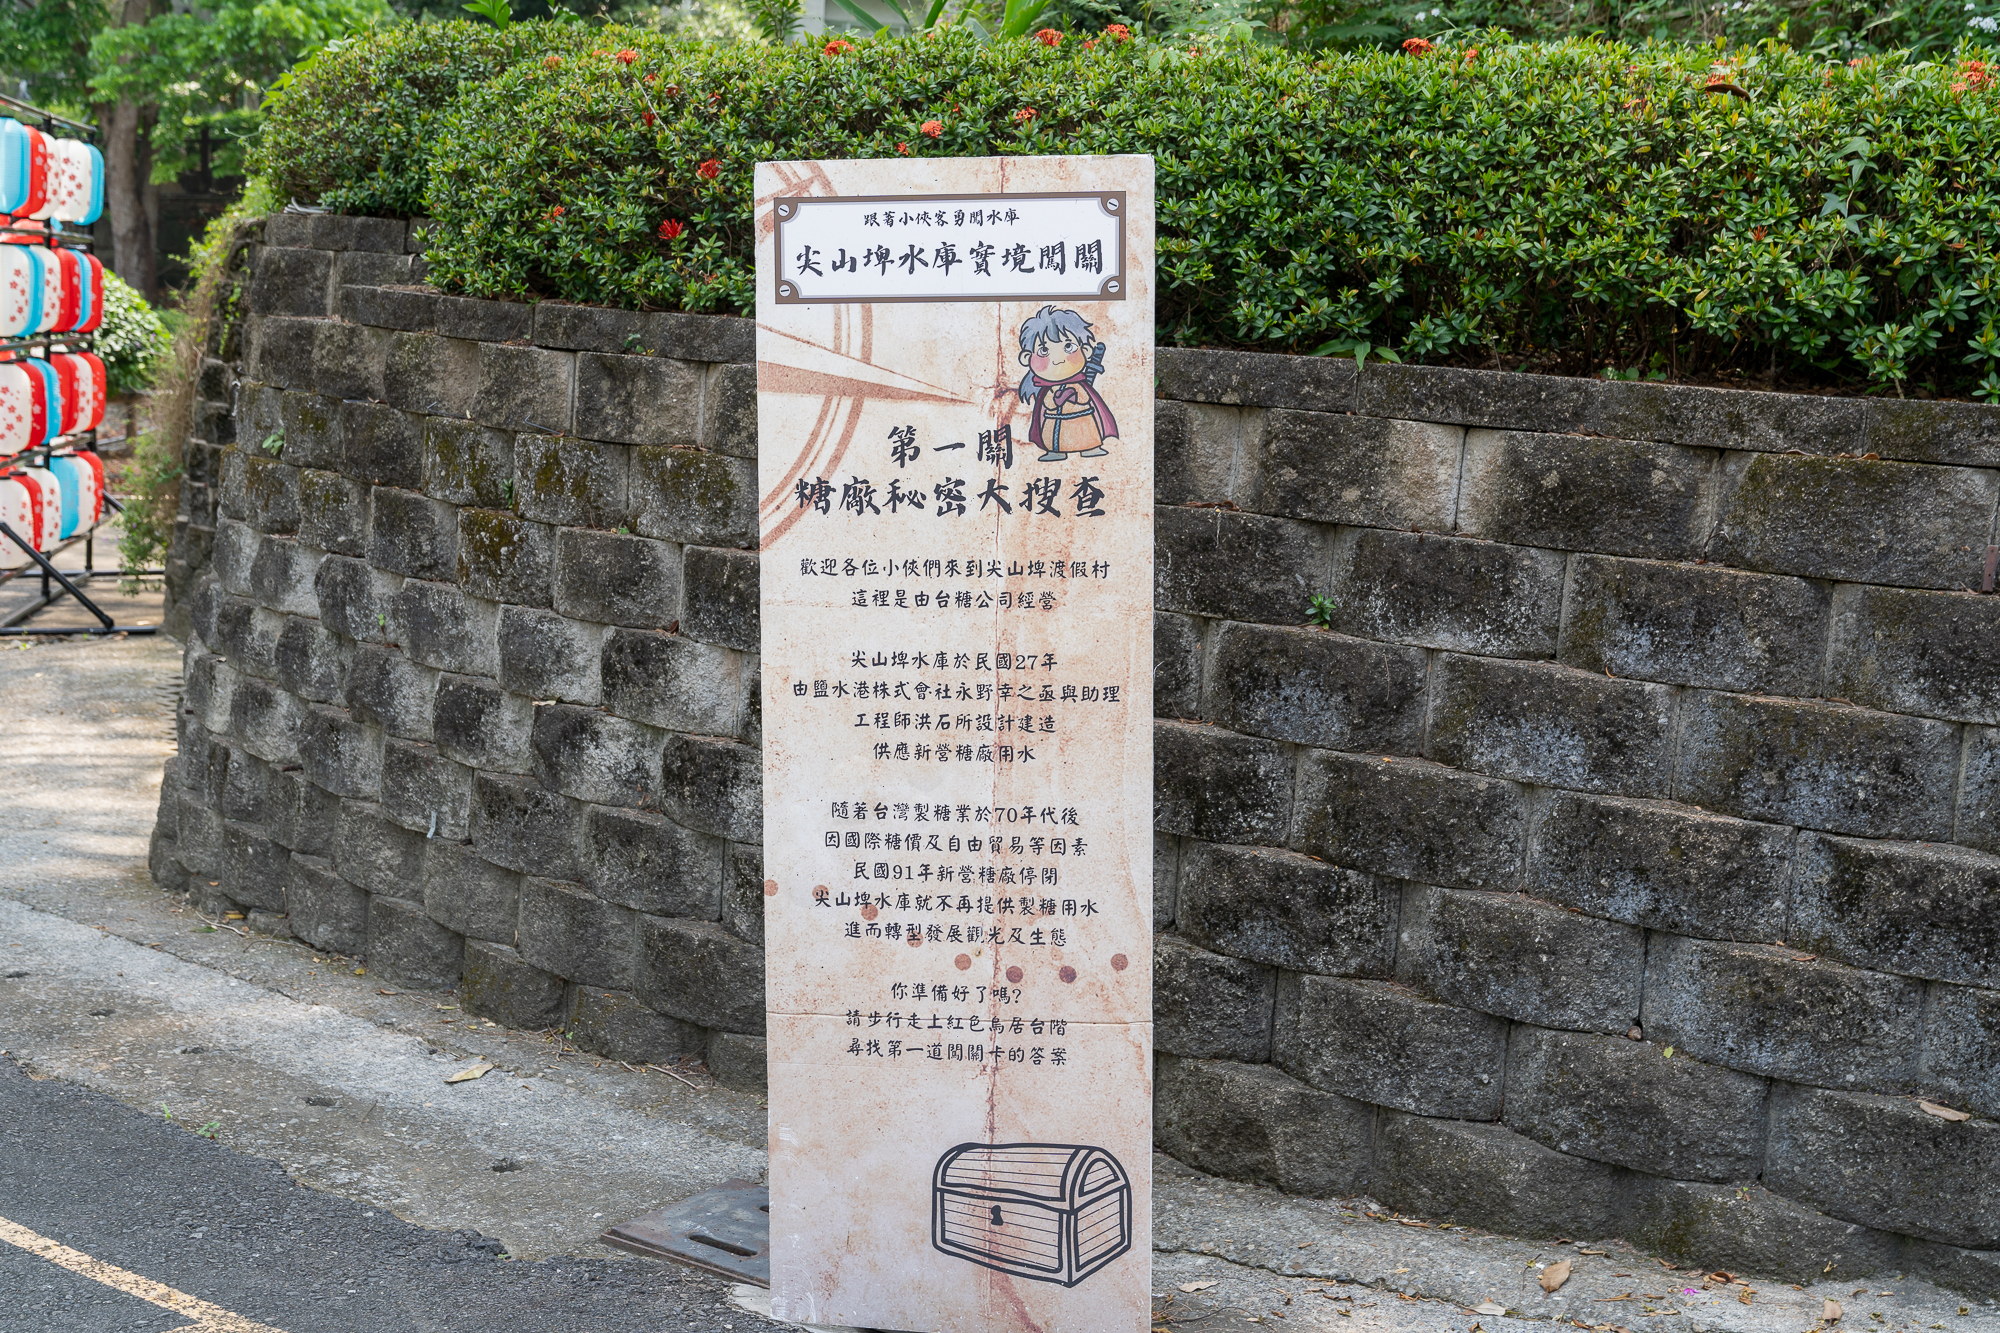 跟著小俠客勇闖水庫
尖山埤水庫實境闖關
第一關
糖廠秘密大搜查
歡迎各位小俠們來到尖山埤渡假村
這裡是由台糖公司經營
尖山埤水庫於民國27年
由鹽水港株式會社永野幸之丞與助理
工程師洪石所設計建造
供應新營糖廠用水
隨著台灣製糖業於70年代後
因國際糖價及自由貿易等因素
民國91年新營糖廠停閉
尖山埤水庫就不再提供製糖用水
進而轉型發展觀光及生態
你準備好了嗎?
請步行走上紅色鳥居台階
尋找第一道闖關卡的答案